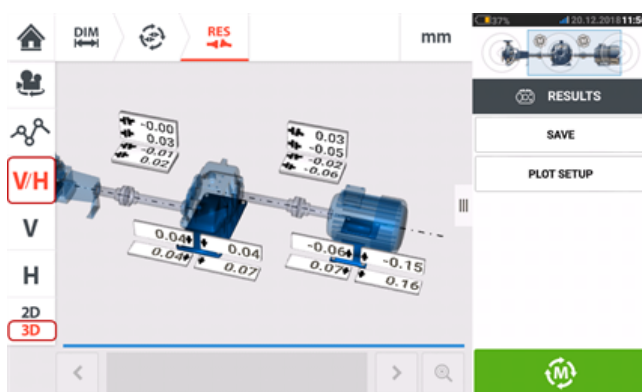 DIM
RES
mm
37%
20.12.2018 11:50
RESULTS
SAVE
PLOT SETUP
V/H
V
H
2D
3D
-0.00
0.03
-0.01
0.02
0.03
-0.05
-0.02
-0.06
0.04 0.04
0.04 0.07
-0.06 -0.15
0.07 0.16
M